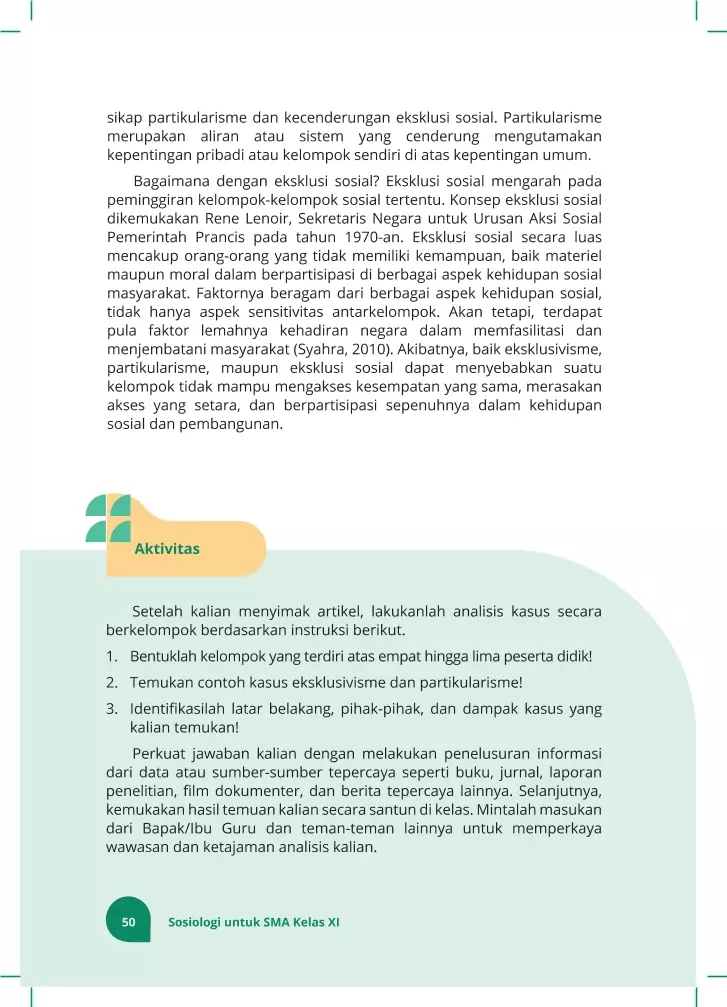 sikap partikularisme dan kecenderungan eksklusi sosial. Partikularisme
merupakan aliran atau sistem yang cenderung mengutamakan
kepentingan pribadi atau kelompok sendiri di atas kepentingan umum.
Bagaimana dengan eksklusi sosial? Eksklusi sosial mengarah pada
peminggiran kelompok-kelompok sosial tertentu. Konsep eksklusi sosial
dikemukakan Rene Lenoir, Sekretaris Negara untuk Urusan Aksi Sosial
Pemerintah Prancis pada tahun 1970-an. Eksklusi sosial secara luas
mencakup orang-orang yang tidak memiliki kemampuan, baik materiel
maupun moral dalam berpartisipasi di berbagai aspek kehidupan sosial
masyarakat. Faktornya beragam dari berbagai aspek kehidupan sosial,
tidak hanya aspek sensitivitas antarkelompok. Akan tetapi, terdapat
pula faktor lemahnya kehadiran negara dalam memfasilitasi dan
menjembatani masyarakat (Syahra, 2010). Akibatnya, baik eksklusivisme,
partikularisme, maupun eksklusi sosial dapat menyebabkan suatu
kelompok tidak mampu mengakses kesempatan yang sama, merasakan
akses yang setara, dan berpartisipasi sepenuhnya dalam kehidupan
sosial dan pembangunan.
Aktivitas
Setelah kalian menyimak artikel, lakukanlah analisis kasus secara
berkelompok berdasarkan instruksi berikut.
1. Bentuklah kelompok yang terdiri atas empat hingga lima peserta didik!
2. Temukan contoh kasus eksklusivisme dan partikularisme!
3. Identifikasilah latar belakang, pihak-pihak, dan dampak kasus yang
kalian temukan!
Perkuat jawaban kalian dengan melakukan penelusuran informasi
dari data atau sumber-sumber tepercaya seperti buku, jurnal, laporan
penelitian, film dokumenter, dan berita tepercaya lainnya. Selanjutnya,
kemukakan hasil temuan kalian secara santun di kelas. Mintalah masukan
dari Bapak/Ibu Guru dan teman-teman lainnya untuk memperkaya
wawasan dan ketajaman analisis kalian.
50 Sosiologi untuk SMA Kelas XI